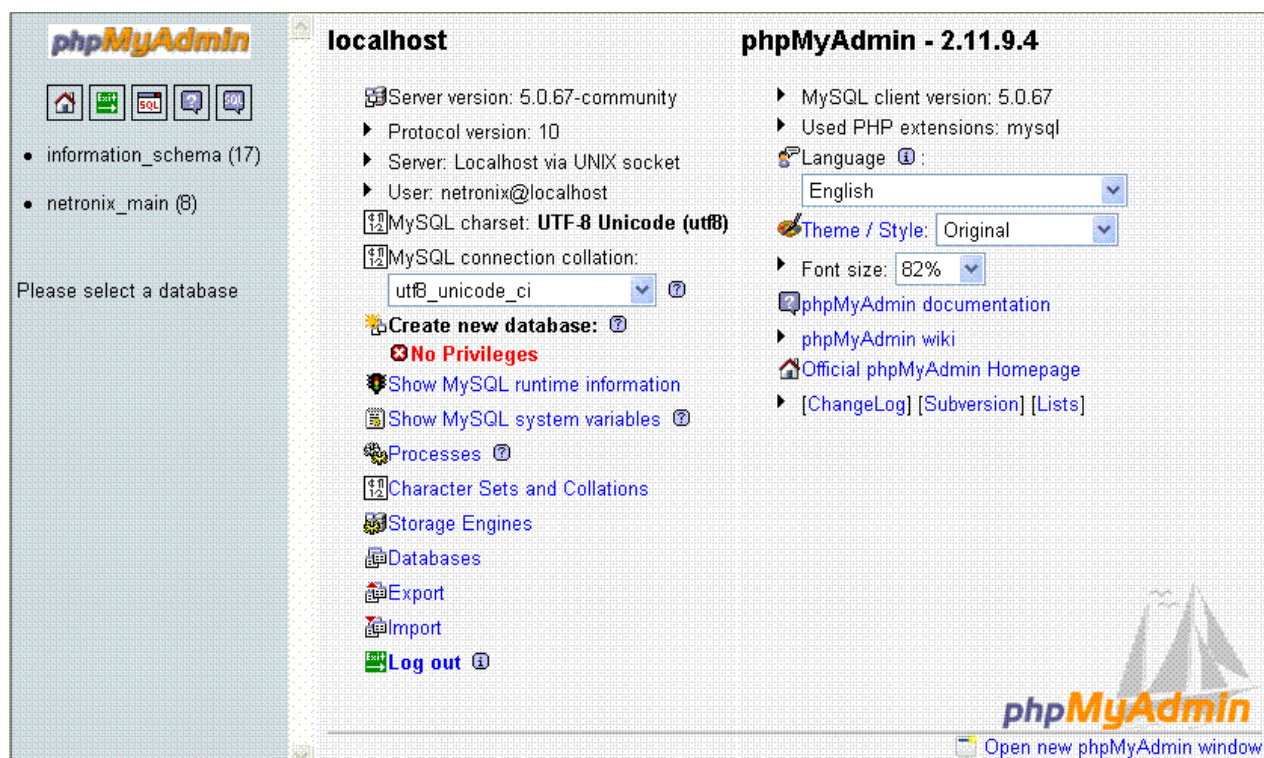 phpMyAdmin
Exit
SQL
?
SQL
information_schema (17)
netronix_main (8)
Please select a database
localhost
Server version: 5.0.67-community
Protocol version: 10
Server: Localhost via UNIX socket
User: netronix@localhost
MySQL charset: UTF-8 Unicode (utf8)
MySQL connection collation:
utf8_unicode_ci
Create new database:
No Privileges
Show MySQL runtime information
Show MySQL system variables
Processes
Character Sets and Collations
Storage Engines
Databases
Export
Import
Log out
phpMyAdmin - 2.11.9.4
MySQL client version: 5.0.67
Used PHP extensions: mysql
Language :
English
Theme / Style: Original
Font size: 82%
phpMyAdmin documentation
phpMyAdmin wiki
Official phpMyAdmin Homepage
[ChangeLog] [Subversion] [Lists]
phpMyAdmin
Open new phpMyAdmin window